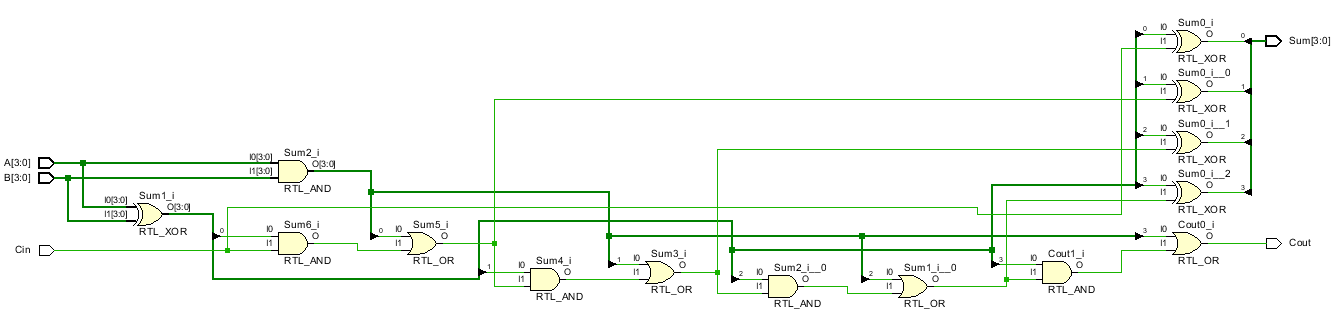 Sum0_i
0 I0 O
I1
RTL_XOR
0 Sum[3:0]
Sum0_i__0
1 I0 O
I1
RTL_XOR
1
Sum0_i__1
2 I0 O
I1
RTL_XOR
2
Sum0_i__2
3 I0 O
I1
RTL_XOR
3
A[3:0]
B[3:0]
Sum2_i
I0[3:0] O[3:0]
I1[3:0]
RTL_AND
Sum1_i
I0[3:0] O[3:0]
I1[3:0]
RTL_XOR
Cin
Sum6_i
0 I0 O
I1
RTL_AND
Sum5_i
0 I0 O
I1
RTL_OR
Sum4_i
1 I0 O
I1
RTL_AND
Sum3_i
1 I0 O
I1
RTL_OR
Sum2_i__0
2 I0 O
I1
RTL_AND
Sum1_i__0
2 I0 O
I1
RTL_OR
Cout1_i
3 I0 O
I1
RTL_AND
Cout0_i
3 I0 O
I1
RTL_OR
Cout